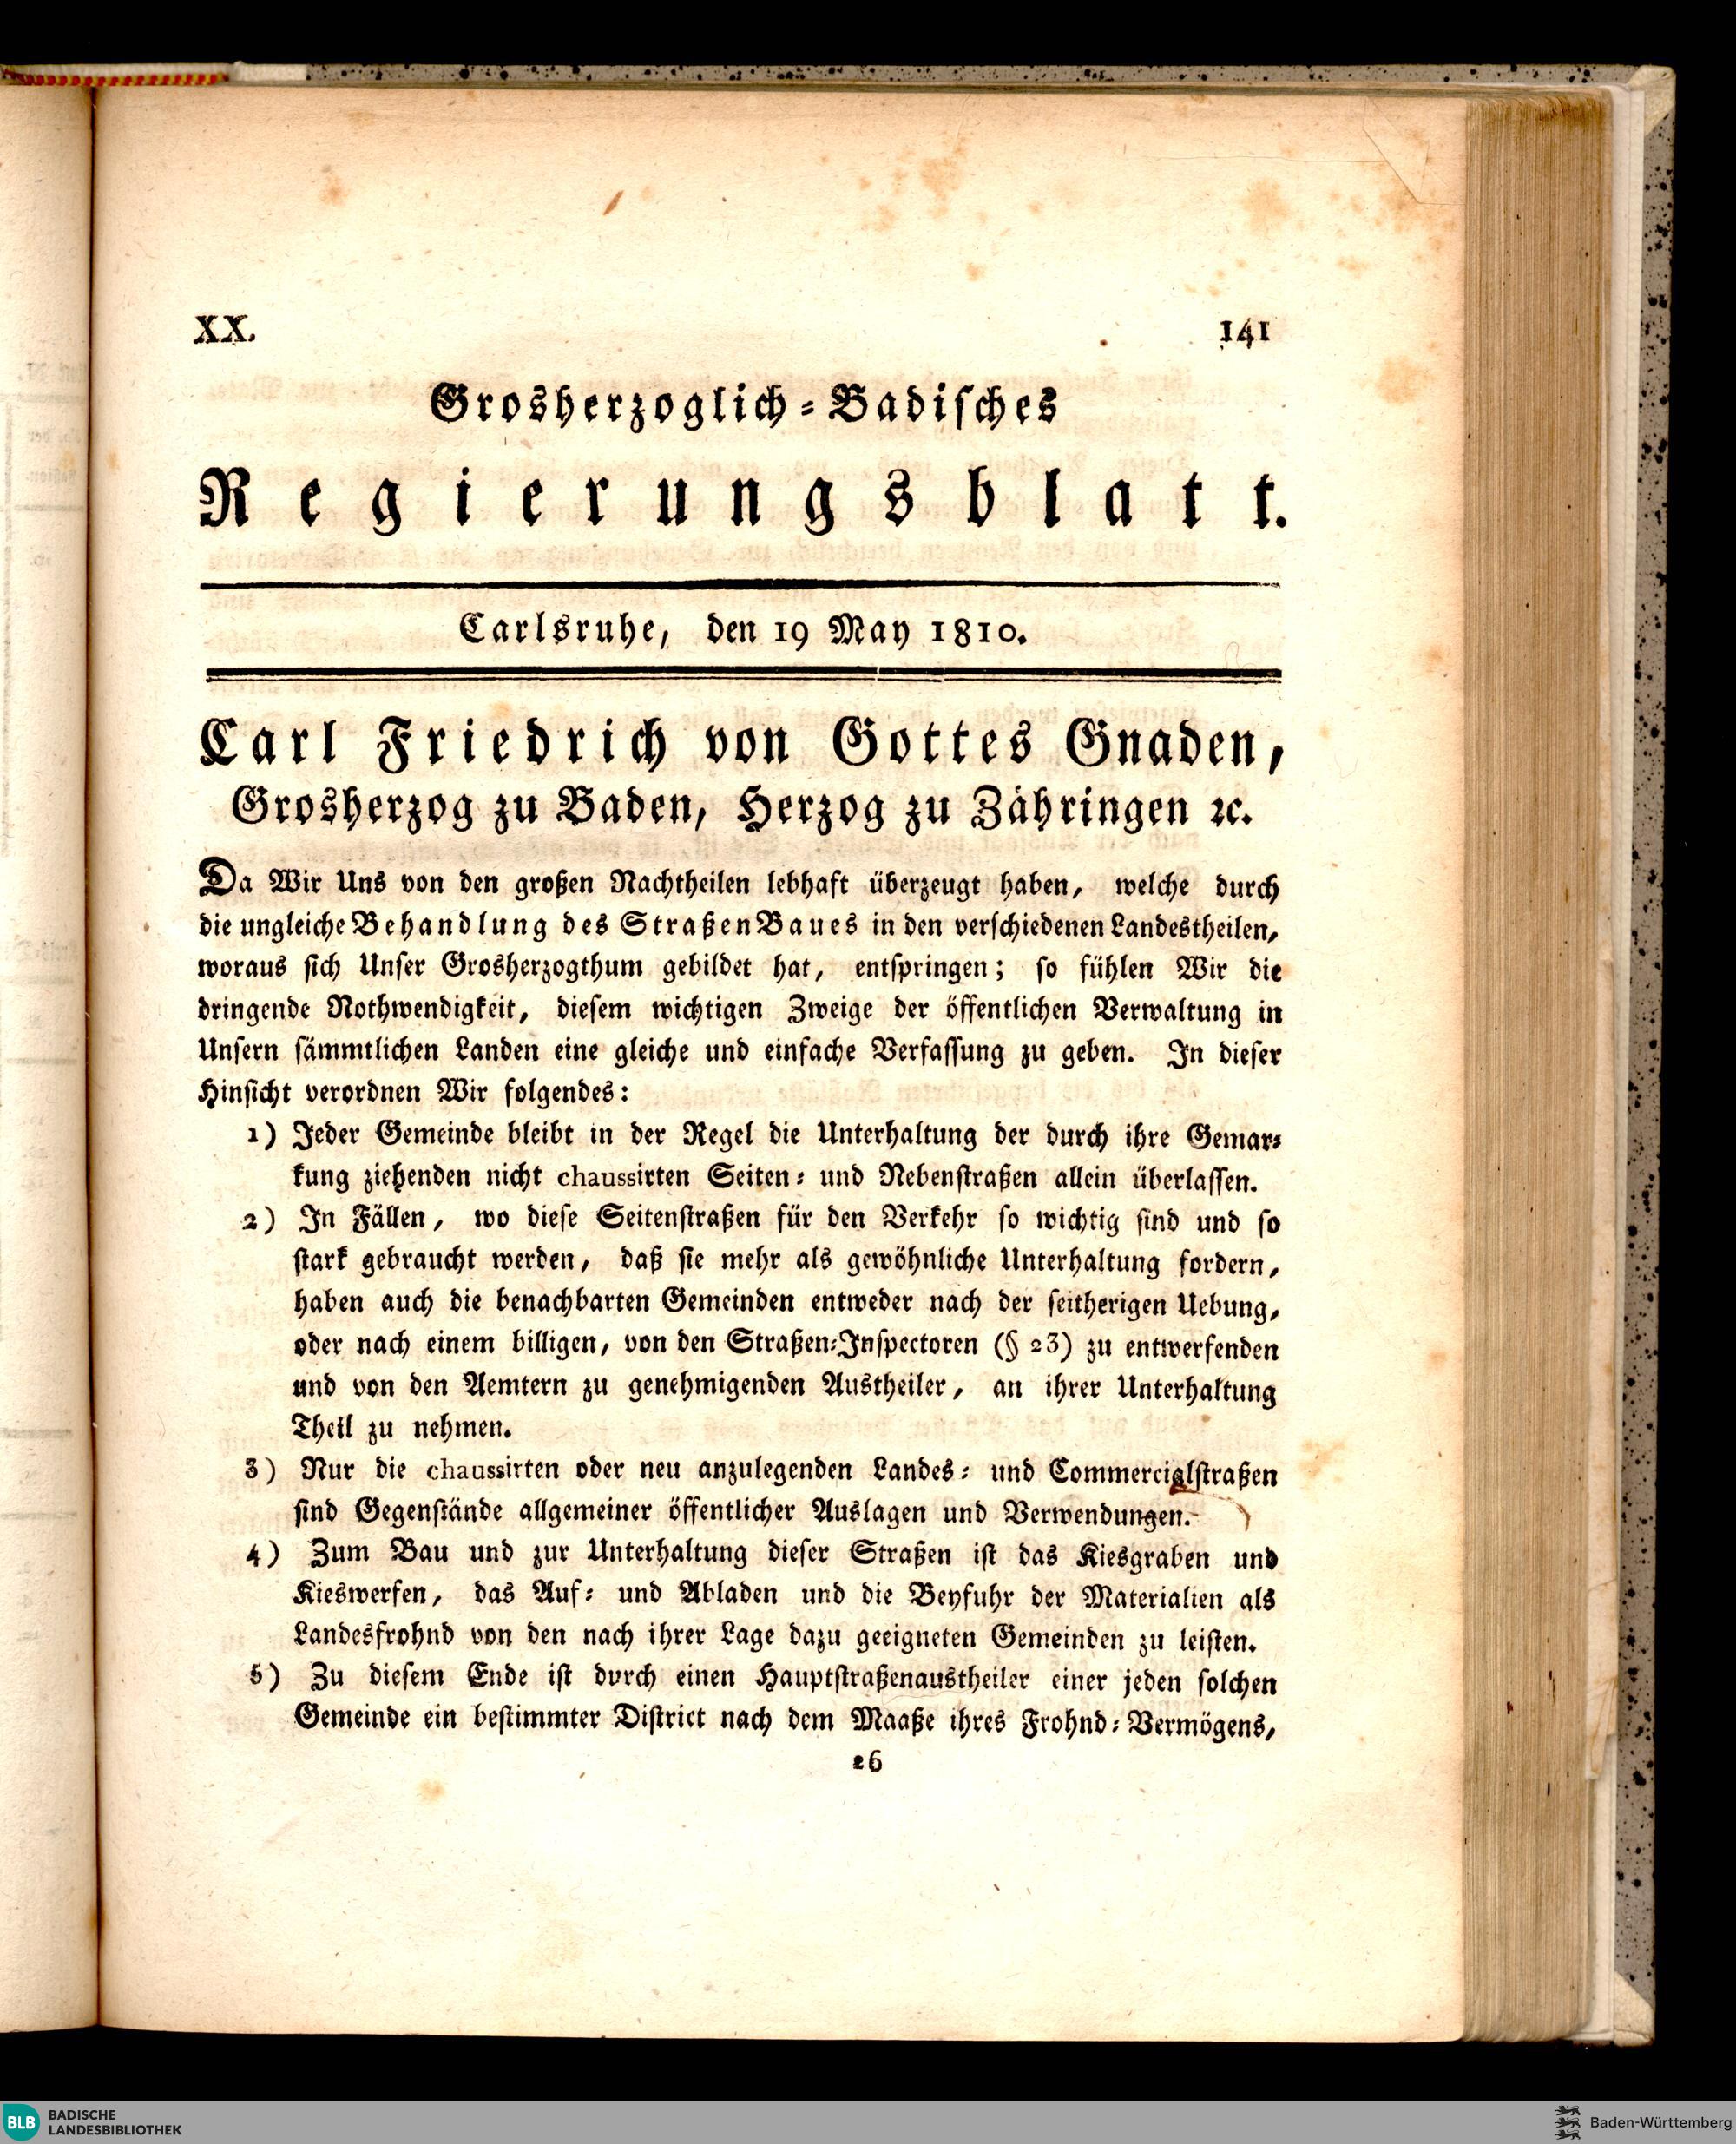 XX.
141
Grosherzoglich-Badisches
Regierungsblatt.
Carlsruhe, den 19 May 1810.
Carl Friedrich von Gottes Gnaden,
Grosherzog zu Baden, Herzog zu Zähringen ꝛc.
Da Wir Uns von den großen Nachtheilen lebhaft überzeugt haben, welche durch
die ungleiche Behandlung des StraßenBaues in den verschiedenen Landestheilen,
woraus sich Unser Grosherzogthum gebildet hat, entspringen; so fühlen Wir die
dringende Nothwendigkeit, diesem wichtigen Zweige der öffentlichen Verwaltung in
Unsern sämmtlichen Landen eine gleiche und einfache Verfassung zu geben. In dieser
Hinsicht verordnen Wir folgendes:
1) Jeder Gemeinde bleibt in der Regel die Unterhaltung der durch ihre Gemar-
kung ziehenden nicht chaussirten Seiten- und Nebenstraßen allein überlassen.
2) In Fällen, wo diese Seitenstraßen für den Verkehr so wichtig sind und so
stark gebraucht werden, daß sie mehr als gewöhnliche Unterhaltung fordern,
haben auch die benachbarten Gemeinden entweder nach der seitherigen Uebung,
oder nach einem billigen, von den Straßen-Inspectoren (§ 23) zu entwerfenden
und von den Aemtern zu genehmigenden Austheiler, an ihrer Unterhaltung
Theil zu nehmen.
3) Nur die chaussirten oder neu anzulegenden Landes- und Commercialstraßen
sind Gegenstände allgemeiner öffentlicher Auslagen und Verwendungen.
4) Zum Bau und zur Unterhaltung dieser Straßen ist das Kiesgraben und
Kieswerfen, das Auf- und Abladen und die Beyfuhr der Materialien als
Landesfrohnd von den nach ihrer Lage dazu geeigneten Gemeinden zu leisten.
5) Zu diesem Ende ist durch einen Hauptstraßenaustheiler einer jeden solchen
Gemeinde ein bestimmter District nach dem Maaße ihres Frohnd-Vermögens,
26
BLB BADISCHE
LANDESBIBLIOTHEK
Baden-Württemberg